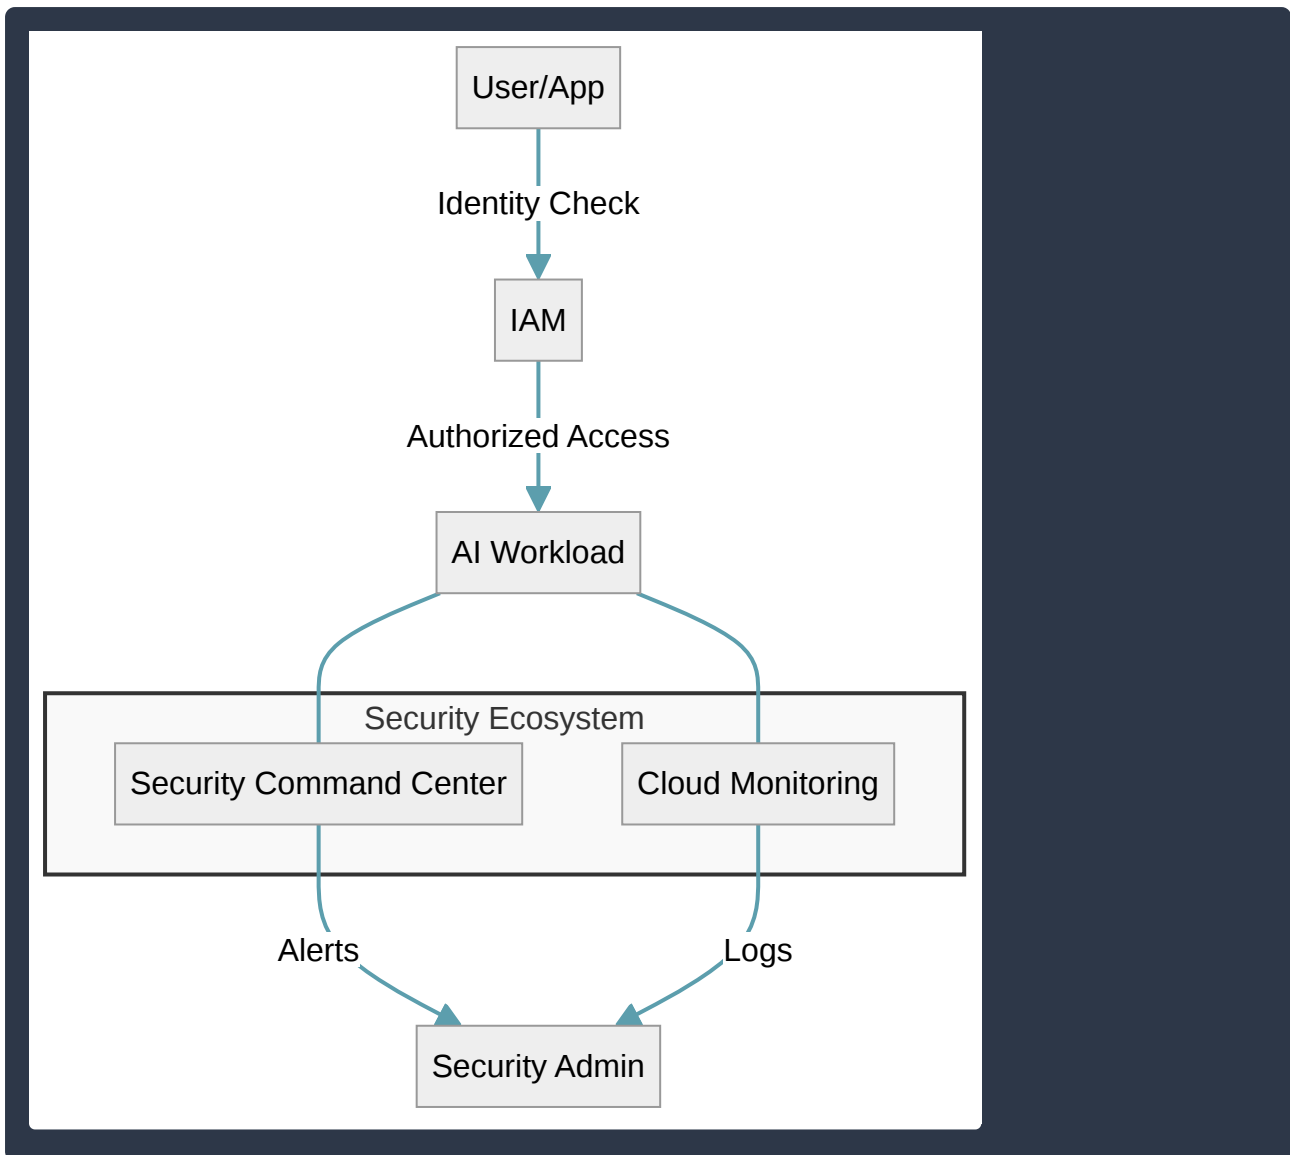 User/App
Identity Check
IAM
Authorized Access
AI Workload
Security Ecosystem
Security Command Center
Cloud Monitoring
Alerts
Logs
Security Admin